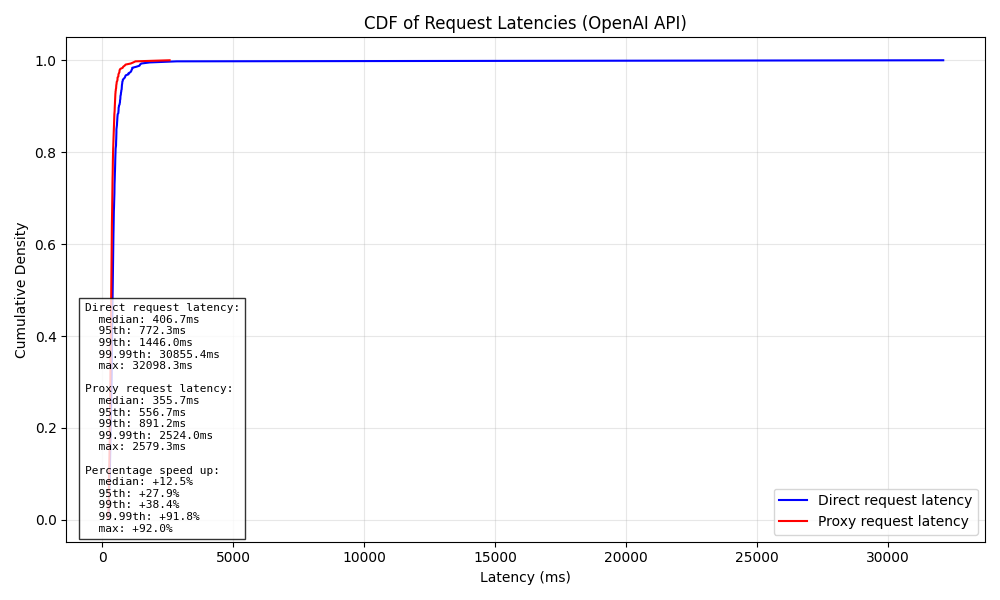 CDF of Request Latencies (OpenAI API)
1.0
0.8
0.6
0.4
0.2
0.0
Cumulative Density
Direct request latency:
median: 406.7ms
95th: 772.3ms
99th: 1446.0ms
99.99th: 30855.4ms
max: 32098.3ms
Proxy request latency:
median: 355.7ms
95th: 556.7ms
99th: 891.2ms
99.99th: 2524.0ms
max: 2579.3ms
Percentage speed up:
median: +12.5%
95th: +27.9%
99th: +38.4%
99.99th: +91.8%
max: +92.0%
Direct request latency
Proxy request latency
0 5000 10000 15000 20000 25000 30000
Latency (ms)